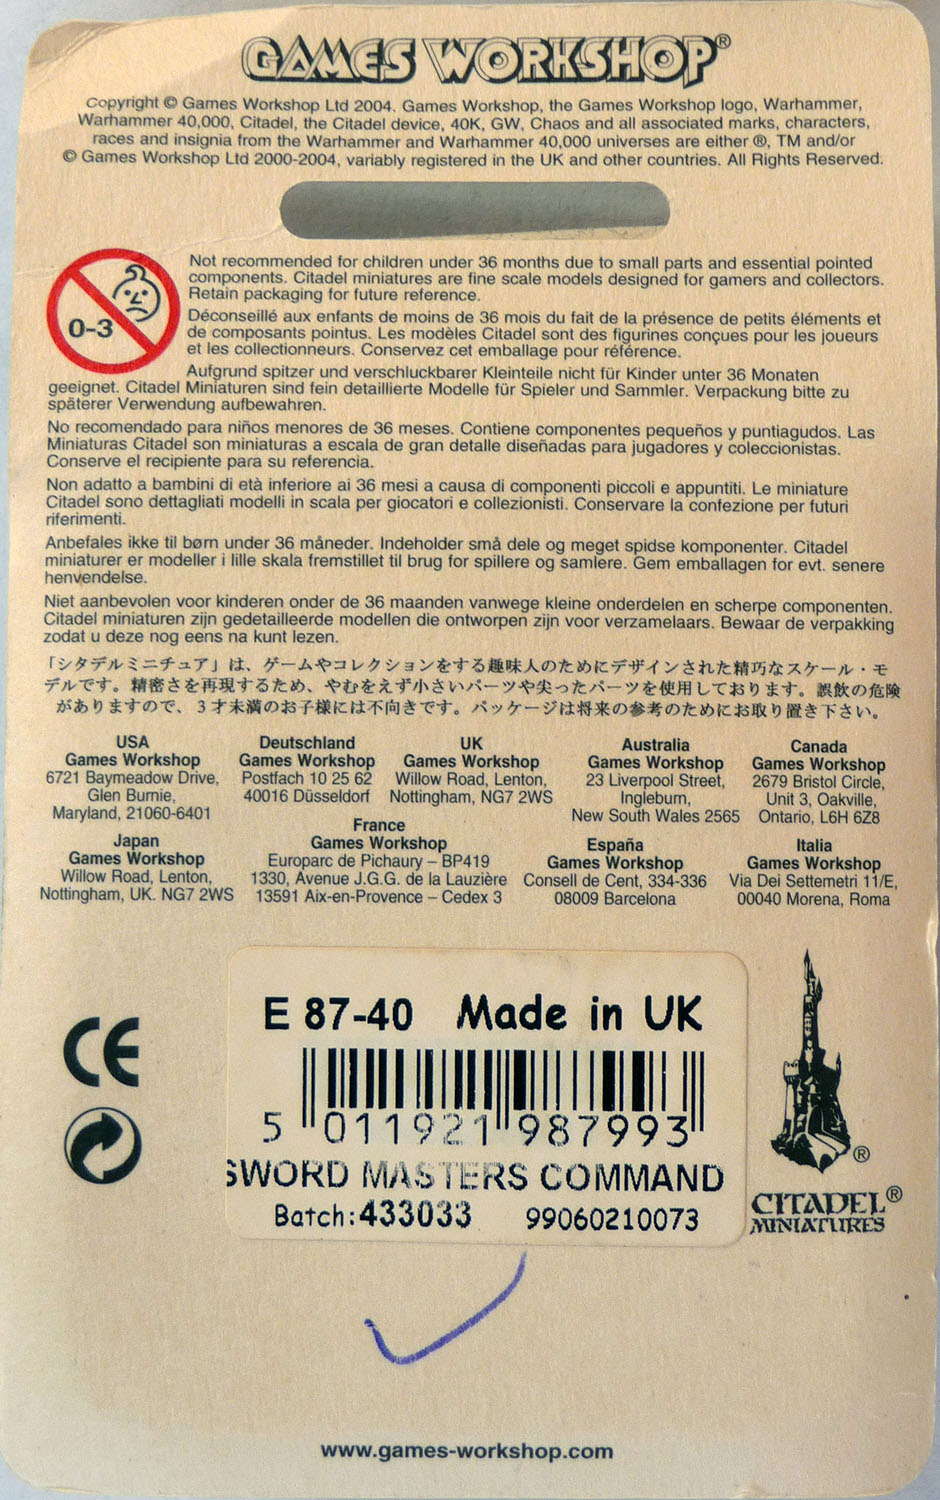 GAMES WORKSHOP®
Copyright © Games Workshop Ltd 2004. Games Workshop, the Games Workshop logo, Warhammer,
Warhammer 40,000, Citadel, the Citadel device, 40K, GW, Chaos and all associated marks, characters,
races and insignia from the Warhammer and Warhammer 40,000 universes are either ®, TM and/or
© Games Workshop Ltd 2000-2004, variably registered in the UK and other countries. All Rights Reserved.
0-3
Not recommended for children under 36 months due to small parts and essential pointed
components. Citadel miniatures are fine scale models designed for gamers and collectors.
Retain packaging for future reference.
Déconseillé aux enfants de moins de 36 mois du fait de la présence de petits éléments et
de composants pointus. Les modèles Citadel sont des figurines conçues pour les joueurs
et les collectionneurs. Conservez cet emballage pour référence.
Aufgrund spitzer und verschluckbarer Kleinteile nicht für Kinder unter 36 Monaten
geeignet. Citadel Miniaturen sind fein detaillierte Modelle für Spieler und Sammler. Verpackung bitte zu
späterer Verwendung aufbewahren.
No recomendado para niños menores de 36 meses. Contiene componentes pequeños y puntiagudos. Las
Miniaturas Citadel son miniaturas a escala de gran detalle diseñadas para jugadores y coleccionistas.
Conserve el recipiente para su referencia.
Non adatto a bambini di età inferiore ai 36 mesi a causa di componenti piccoli e appuntiti. Le miniature
Citadel sono dettagliati modelli in scala per giocatori e collezionisti. Conservare la confezione per futuri
riferimenti.
Anbefales ikke til børn under 36 måneder. Indeholder små dele og meget spidse komponenter. Citadel
miniaturer er modeller i lille skala fremstillet til brug for spillere og samlere. Gem emballagen for evt. senere
henvendelse.
Niet aanbevolen voor kinderen onder de 36 maanden vanwege kleine onderdelen en scherpe componenten.
Citadel miniaturen zijn gedetailleerde modellen die ontworpen zijn voor verzamelaars. Bewaar de verpakking
zodat u deze nog eens na kunt lezen.
「シタデルミニチュア」は、ゲームやコレクションをする趣味人のためにデザインされた精巧なスケール・モ
デルです。精密さを再現するため、やむをえず小さいパーツや尖ったパーツを使用しております。誤飲の危険
がありますので、３才未満のお子様には不向きです。パッケージは将来の参考のためにお取り置き下さい。
USA
Games Workshop
6721 Baymeadow Drive,
Glen Burnie,
Maryland, 21060-6401
Deutschland
Games Workshop
Postfach 10 25 62
40016 Düsseldorf
UK
Games Workshop
Willow Road, Lenton,
Nottingham, NG7 2WS
Australia
Games Workshop
23 Liverpool Street,
Ingleburn,
New South Wales 2565
Canada
Games Workshop
2679 Bristol Circle,
Unit 3, Oakville,
Ontario, L6H 6Z8
Japan
Games Workshop
Willow Road, Lenton,
Nottingham, UK. NG7 2WS
France
Games Workshop
Europarc de Pichaury – BP419
1330, Avenue J.G.G. de la Lauzière
13591 Aix-en-Provence – Cedex 3
España
Games Workshop
Consell de Cent, 334-336
08009 Barcelona
Italia
Games Workshop
Via Dei Settemetri 11/E,
00040 Morena, Roma
CE
E 87-40 Made in UK
5 011921 987993
SWORD MASTERS COMMAND
Batch:433033 99060210073
®
CITADEL®
MINIATURES
www.games-workshop.com